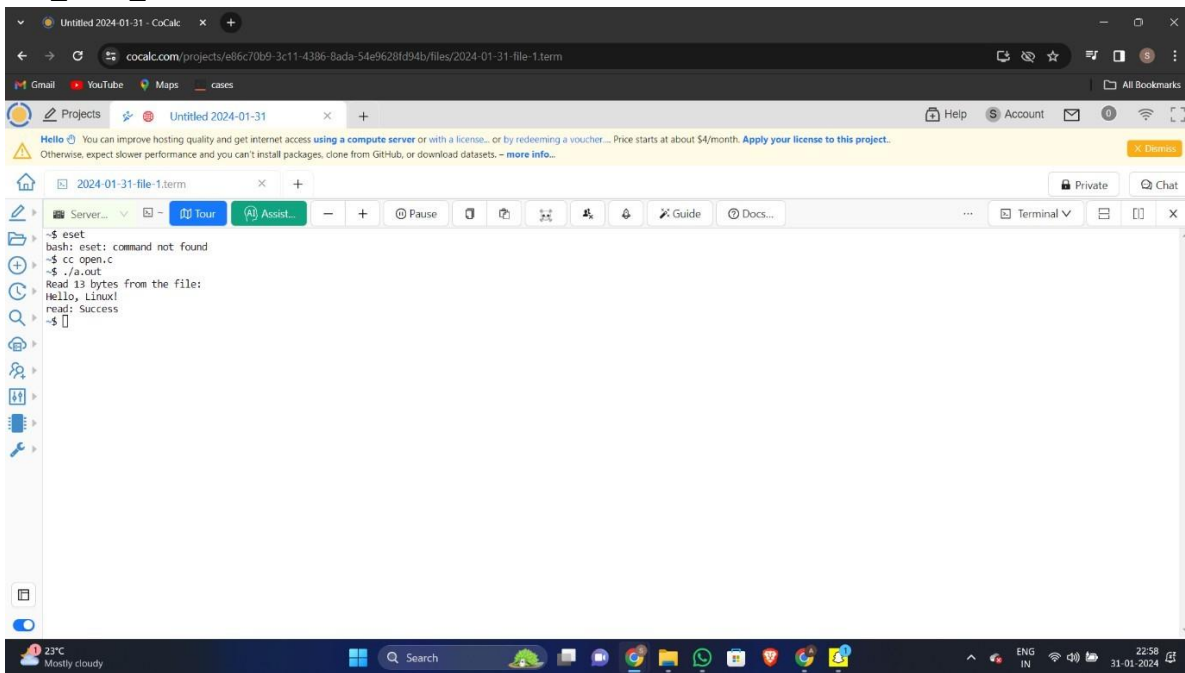 Untitled 2024-01-31 - CoCalc
cocalc.com/projects/e86c70b9-3c11-4386-8ada-54e9628fd94b/files/2024-01-31-file-1.term
S
Gmail YouTube Maps cases All Bookmarks
Projects Untitled 2024-01-31 Help S Account 0
Hello You can improve hosting quality and get internet access using a compute server or with a license... or by redeeming a voucher.... Price starts at about $4/month. Apply your license to this project..
Otherwise, expect slower performance and you can't install packages, clone from GitHub, or download datasets. – more info...
X Dismiss
2024-01-31-file-1.term Private Chat
Server... Tour AI Assist... Pause Guide Docs... ... Terminal
~$ eset
bash: eset: command not found
~$ cc open.c
~$ ./a.out
Read 13 bytes from the file:
Hello, Linux!
read: Success
~$
1 23°C
Mostly cloudy
Search
ENG
IN
22:58
31-01-2024